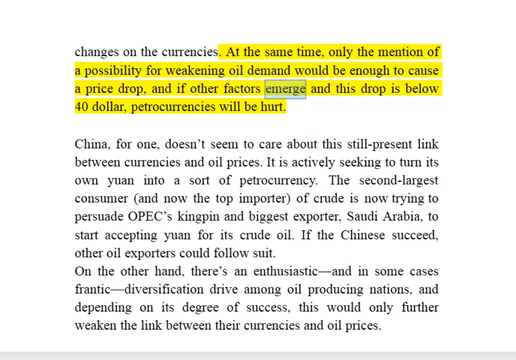 changes on the currencies. At the same time, only the mention of
a possibility for weakening oil demand would be enough to cause
a price drop, and if other factors emerge and this drop is below
40 dollar, petrocurrencies will be hurt.
China, for one, doesn’t seem to care about this still-present link
between currencies and oil prices. It is actively seeking to turn its
own yuan into a sort of petrocurrency. The second-largest
consumer (and now the top importer) of crude is now trying to
persuade OPEC’s kingpin and biggest exporter, Saudi Arabia, to
start accepting yuan for its crude oil. If the Chinese succeed,
other oil exporters could follow suit.
On the other hand, there’s an enthusiastic—and in some cases
frantic—diversification drive among oil producing nations, and
depending on its degree of success, this would only further
weaken the link between their currencies and oil prices.